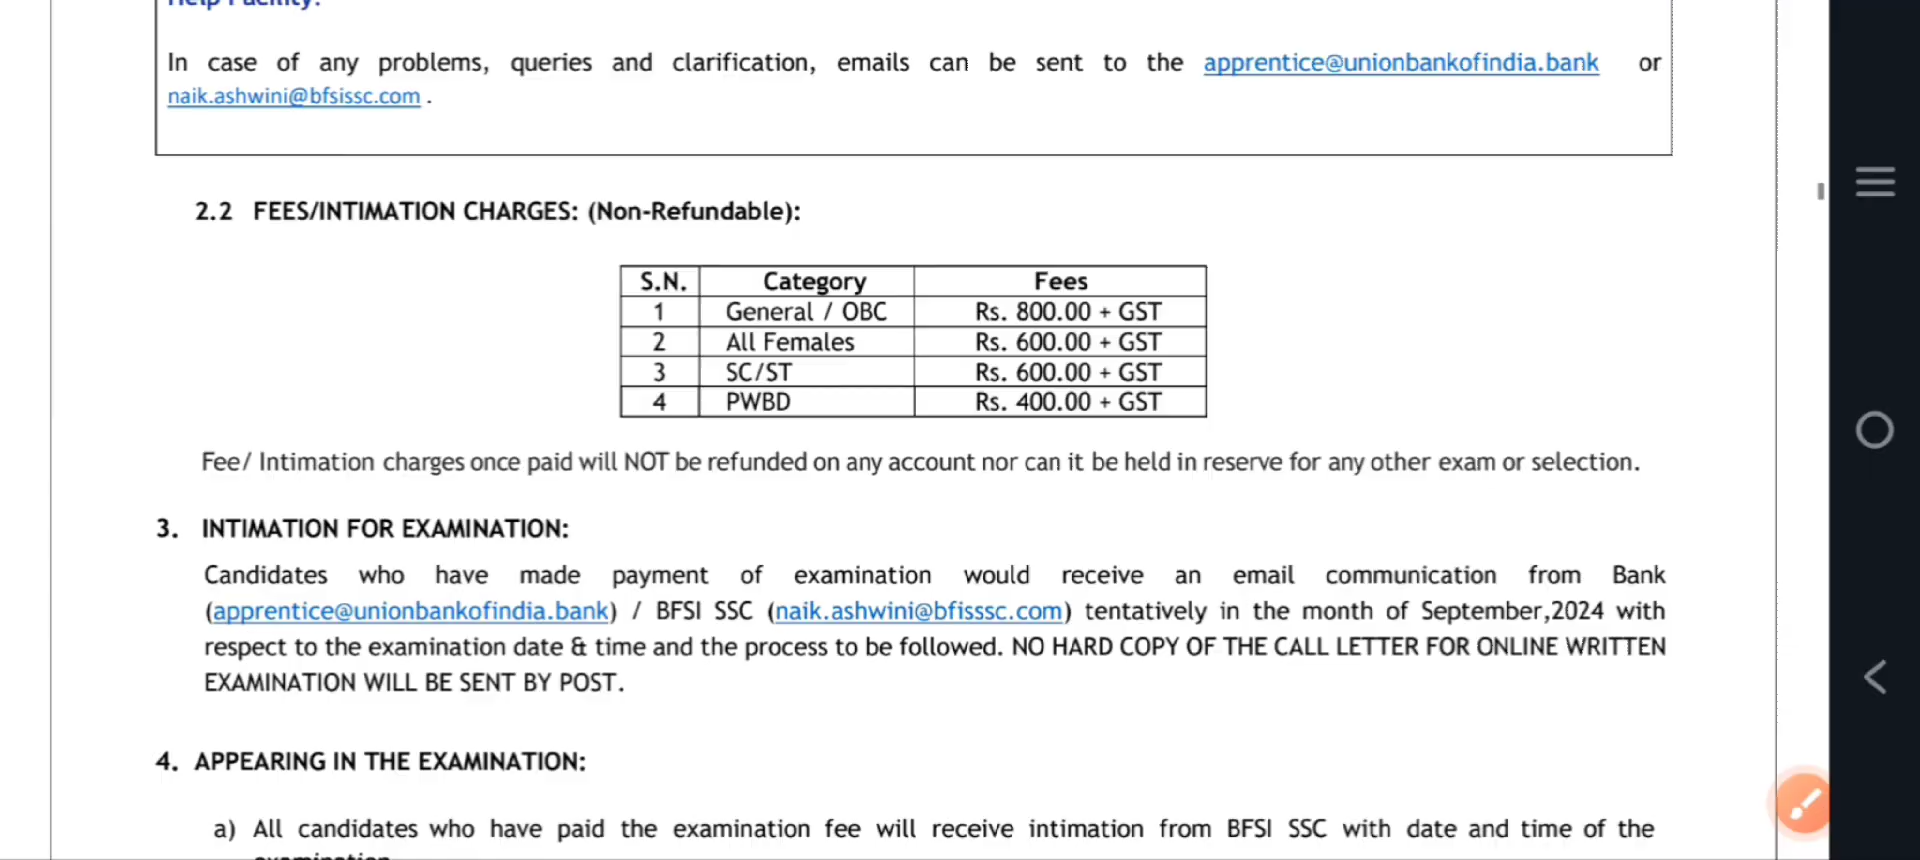 Help Facility:
In case of any problems, queries and clarification, emails can be sent to the apprentice@unionbankofindia.bank or
naik.ashwini@bfsissc.com .
2.2 FEES/INTIMATION CHARGES: (Non-Refundable):
S.N. Category Fees
1 General / OBC Rs. 800.00 + GST
2 All Females Rs. 600.00 + GST
3 SC/ST Rs. 600.00 + GST
4 PWBD Rs. 400.00 + GST
Fee/ Intimation charges once paid will NOT be refunded on any account nor can it be held in reserve for any other exam or selection.
3. INTIMATION FOR EXAMINATION:
Candidates who have made payment of examination would receive an email communication from Bank
(apprentice@unionbankofindia.bank) / BFSI SSC (naik.ashwini@bfisssc.com) tentatively in the month of September,2024 with
respect to the examination date & time and the process to be followed. NO HARD COPY OF THE CALL LETTER FOR ONLINE WRITTEN
EXAMINATION WILL BE SENT BY POST.
4. APPEARING IN THE EXAMINATION:
a) All candidates who have paid the examination fee will receive intimation from BFSI SSC with date and time of the
examination